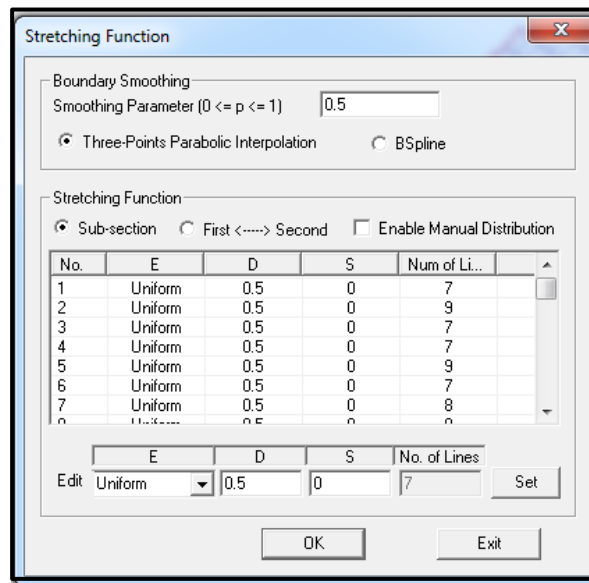 Stretching Function
Boundary Smoothing
Smoothing Parameter (0 <= p <= 1) 0.5
Three-Points Parabolic Interpolation BSpline
Stretching Function
Sub-section First <-----> Second Enable Manual Distribution
No. E D S Num of Li...
1 Uniform 0.5 0 7
2 Uniform 0.5 0 9
3 Uniform 0.5 0 7
4 Uniform 0.5 0 7
5 Uniform 0.5 0 9
6 Uniform 0.5 0 7
7 Uniform 0.5 0 8
E D S No. of Lines
Edit Uniform 0.5 0 7 Set
OK Exit